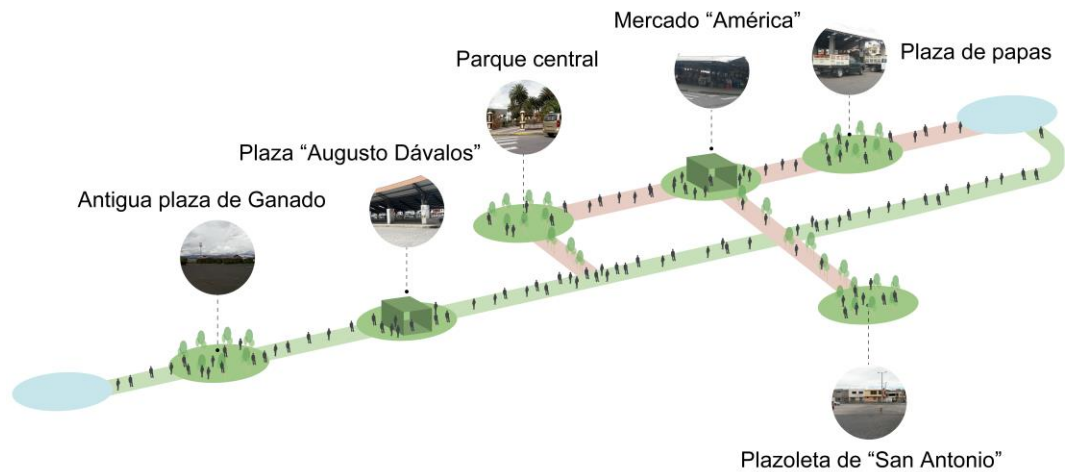 Mercado “América”
Plaza de papas
Parque central
Plaza “Augusto Dávalos”
Antigua plaza de Ganado
Plazoleta de “San Antonio”